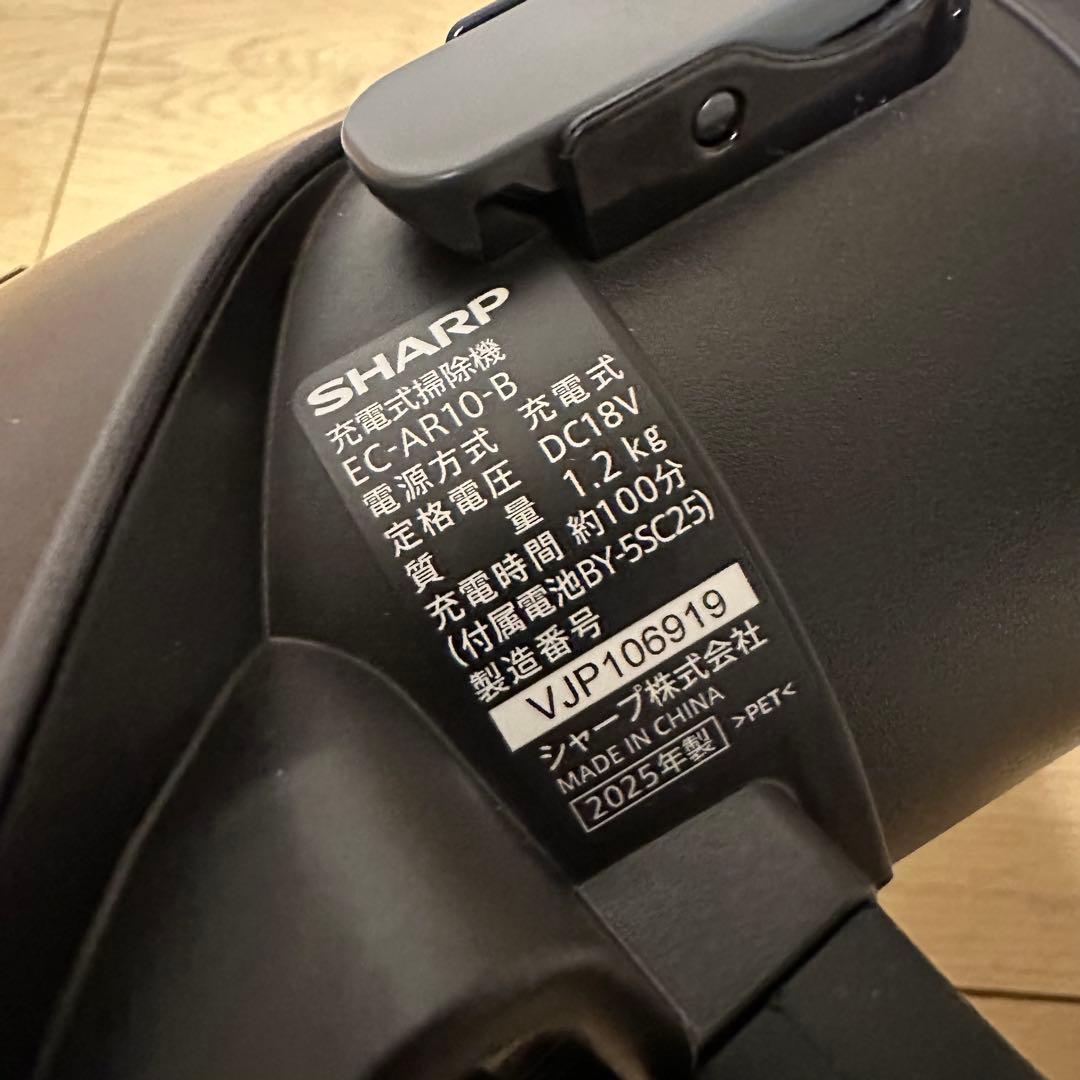 SHARP
充電式掃除機
EC-AR10-B
電源方式 充電式
定格電圧 DC18V
質量 1.2 kg
充電時間 約100分
(付属電池BY-5SC25)
製造番号
VJP106919
シャープ株式会社
MADE IN CHINA
2025年製 >PET<